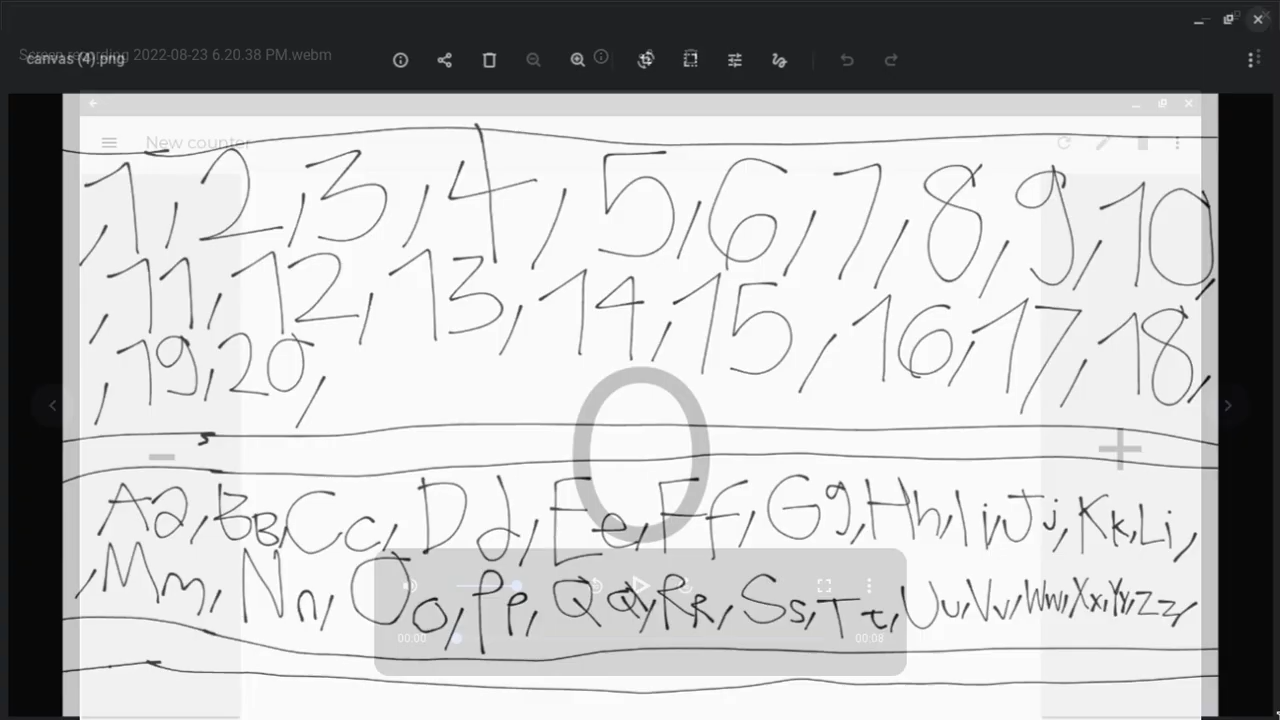 Screen recording 2022-08-23 6.20.38 PM.webm
canvas (4).png
New counter
,1,2,3,4,5,6,7,8,9,10,
,11,12,13,14,15,16,17,18,
,19,20,
0
Aa,BB,Cc,Dd,Ee,Ff,Gg,Hh,Ii,Jj,Kk,Li,
,Mm,Nn,Oo,Pp,QQ,RR,Ss,Tt,Uu,Vv,Ww,Xx,Yy,Zz,
00:00
00:08